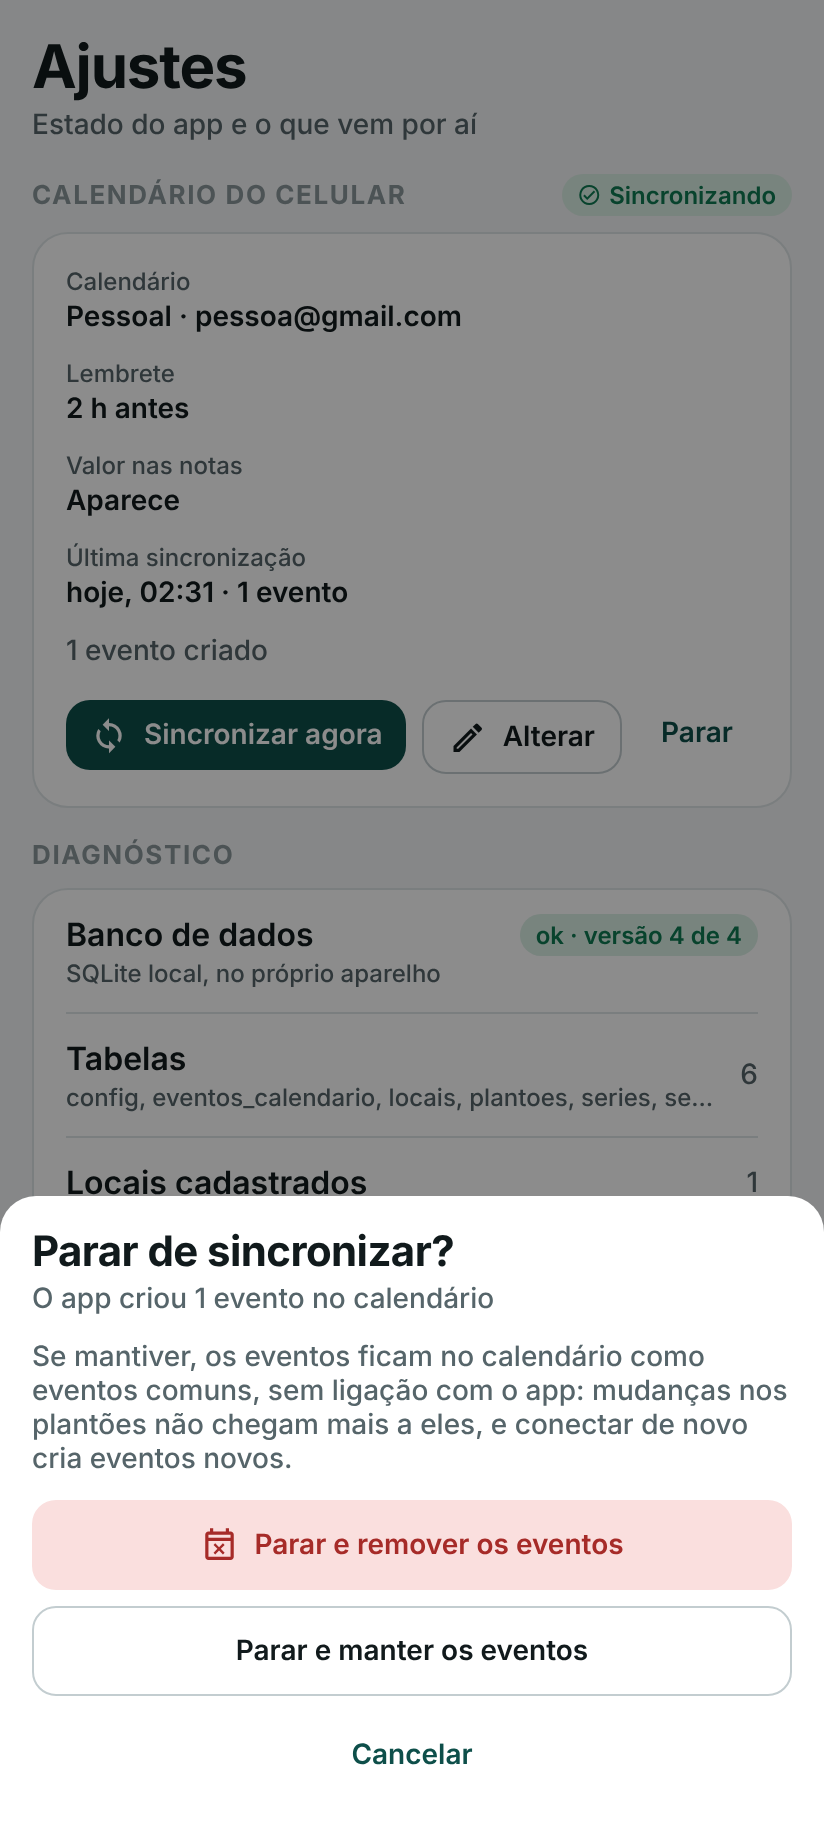 Ajustes
Estado do app e o que vem por aí
CALENDÁRIO DO CELULAR
Sincronizando
Calendário
Pessoal · pessoa@gmail.com
Lembrete
2 h antes
Valor nas notas
Aparece
Última sincronização
hoje, 02:31 · 1 evento
1 evento criado
Sincronizar agora
Alterar
Parar
DIAGNÓSTICO
Banco de dados
ok · versão 4 de 4
SQLite local, no próprio aparelho
Tabelas
6
config, eventos_calendario, locais, plantoes, series, se...
Locais cadastrados
1
Parar de sincronizar?
O app criou 1 evento no calendário
Se mantiver, os eventos ficam no calendário como
eventos comuns, sem ligação com o app: mudanças nos
plantões não chegam mais a eles, e conectar de novo
cria eventos novos.
Parar e remover os eventos
Parar e manter os eventos
Cancelar